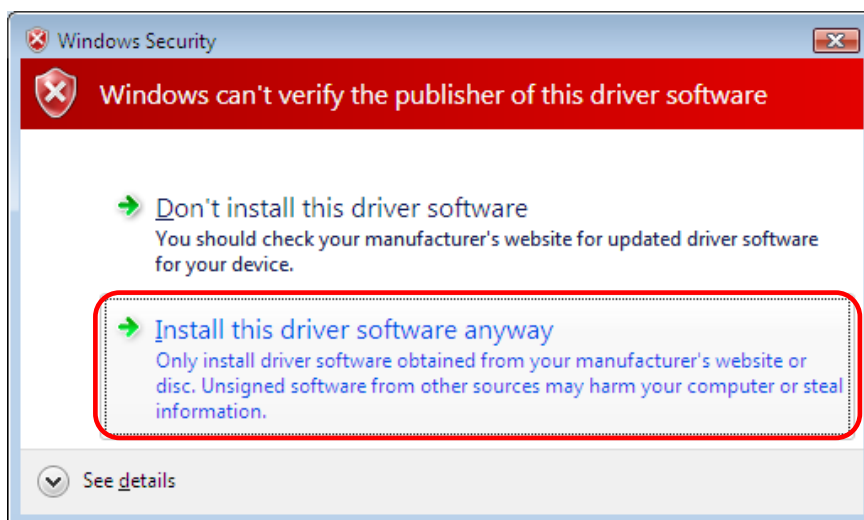 Windows Security
Windows can't verify the publisher of this driver software
Don't install this driver software
You should check your manufacturer's website for updated driver software
for your device.
Install this driver software anyway
Only install driver software obtained from your manufacturer's website or
disc. Unsigned software from other sources may harm your computer or steal
information.
See details